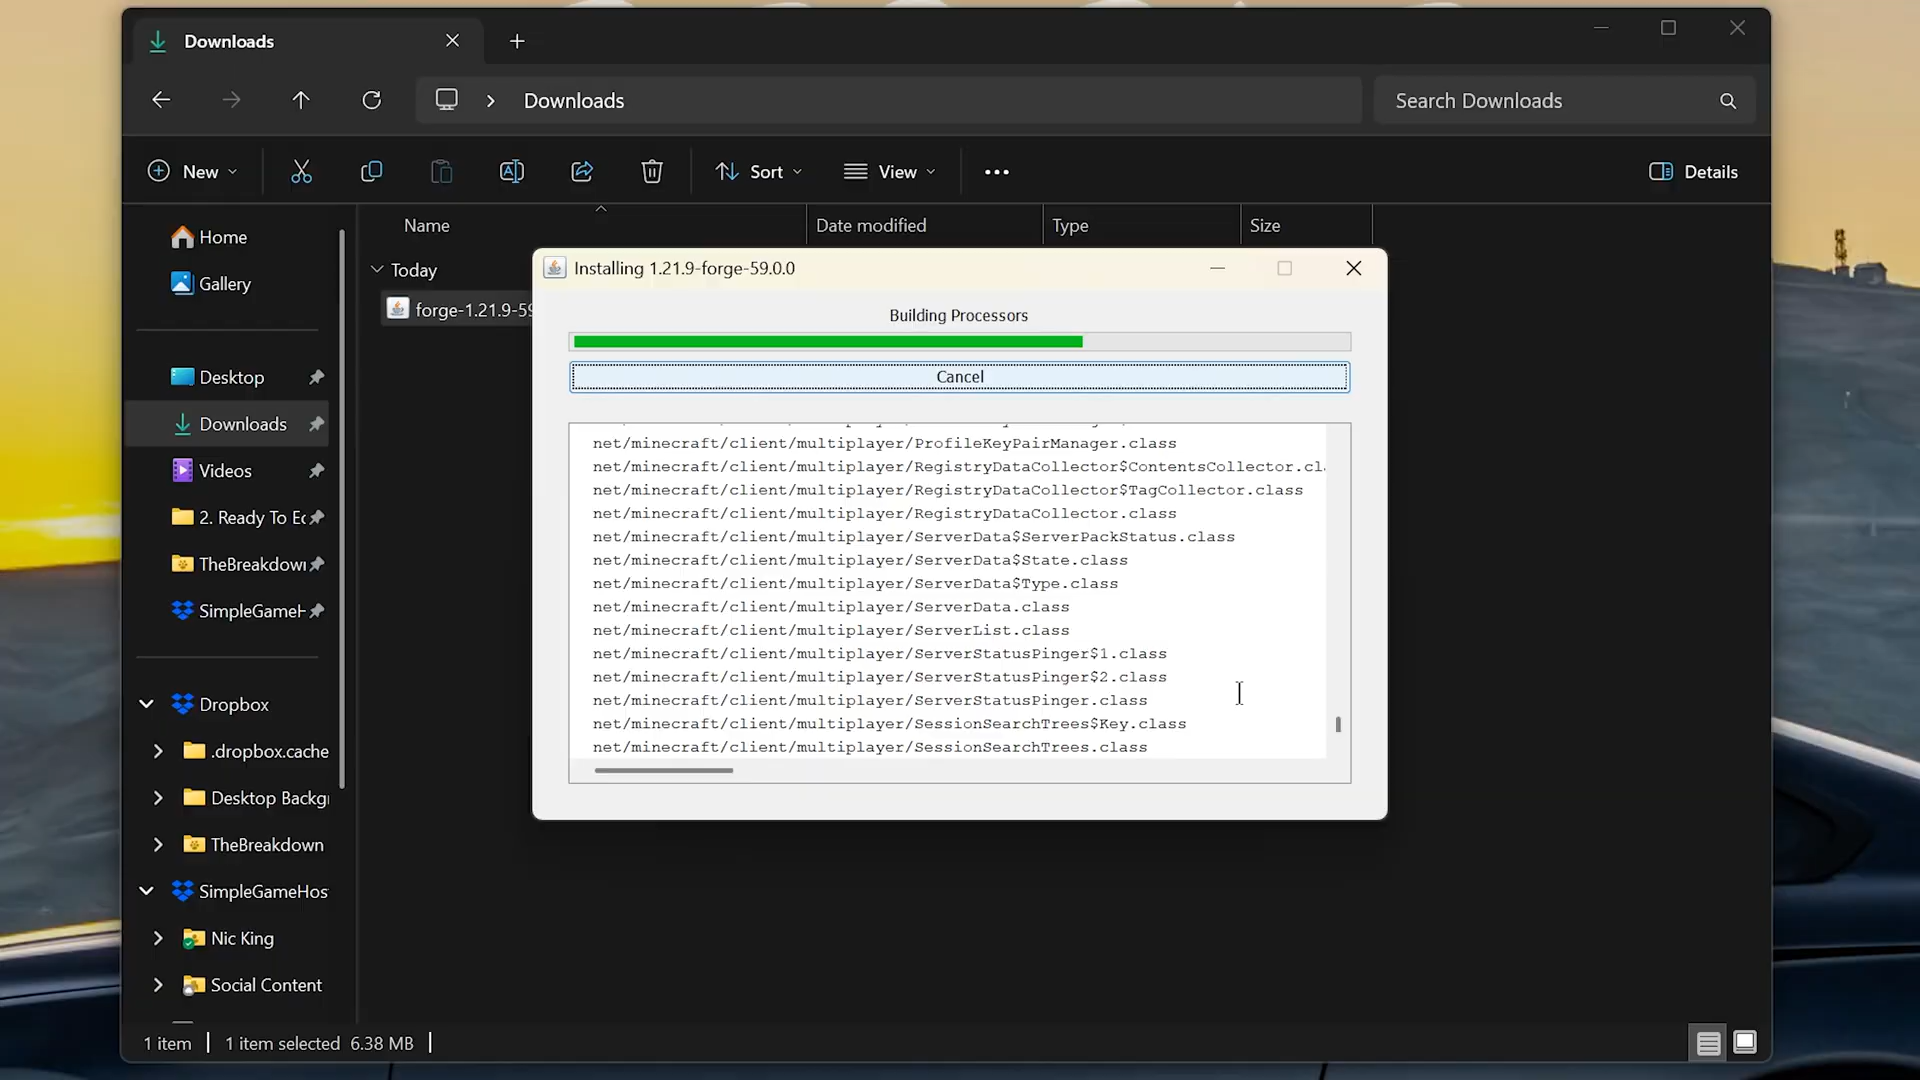 Downloads
Downloads
Search Downloads
New
Sort
View
Details
Name
Date modified
Type
Size
Home
Gallery
Desktop
Downloads
Videos
2. Ready To Ec
TheBreakdow
SimpleGameH
Dropbox
.dropbox.cache
Desktop Backg
TheBreakdown
SimpleGameHos
Nic King
Social Content
Today
forge-1.21.9-59
Installing 1.21.9-forge-59.0.0
Building Processors
Cancel
net/minecraft/client/multiplayer/ProfileKeyPairManager.class
net/minecraft/client/multiplayer/RegistryDataCollector$ContentsCollector.cl
net/minecraft/client/multiplayer/RegistryDataCollector$TagCollector.class
net/minecraft/client/multiplayer/RegistryDataCollector.class
net/minecraft/client/multiplayer/ServerData$ServerPackStatus.class
net/minecraft/client/multiplayer/ServerData$State.class
net/minecraft/client/multiplayer/ServerData$Type.class
net/minecraft/client/multiplayer/ServerData.class
net/minecraft/client/multiplayer/ServerList.class
net/minecraft/client/multiplayer/ServerStatusPinger$1.class
net/minecraft/client/multiplayer/ServerStatusPinger$2.class
net/minecraft/client/multiplayer/ServerStatusPinger.class
net/minecraft/client/multiplayer/SessionSearchTrees$Key.class
net/minecraft/client/multiplayer/SessionSearchTrees.class
1 item
1 item selected 6.38 MB